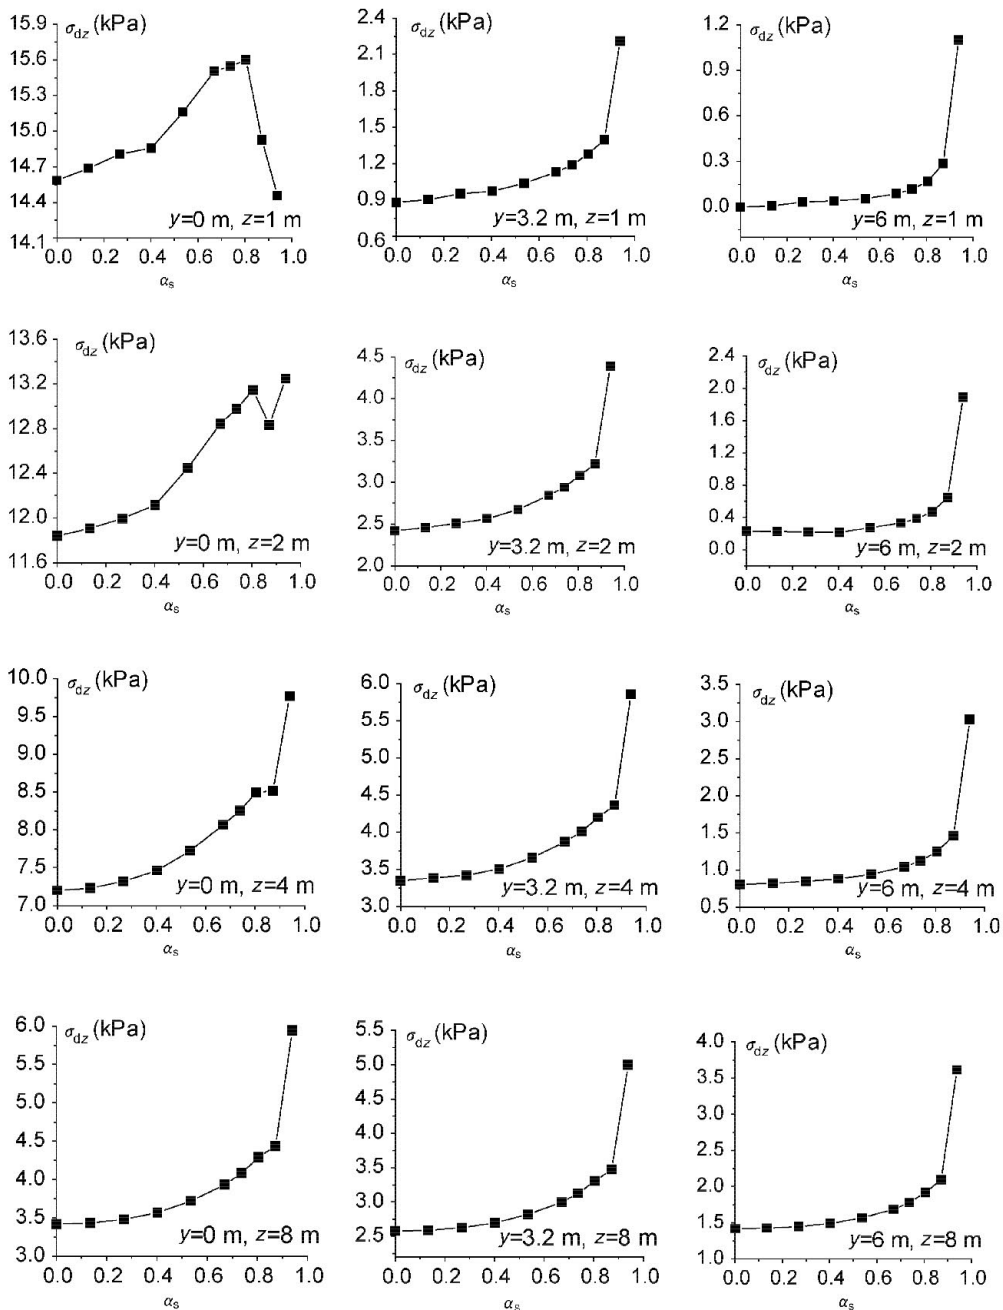 σdz (kPa)
15.9
15.6
15.3
15.0
14.7
14.4
14.1
y=0 m, z=1 m
0.0 0.2 0.4 0.6 0.8 1.0
αs
σdz (kPa)
2.4
2.1
1.8
1.5
1.2
0.9
0.6
y=3.2 m, z=1 m
0.0 0.2 0.4 0.6 0.8 1.0
αs
σdz (kPa)
1.2
0.9
0.6
0.3
0.0
y=6 m, z=1 m
0.0 0.2 0.4 0.6 0.8 1.0
αs
σdz (kPa)
13.6
13.2
12.8
12.4
12.0
11.6
y=0 m, z=2 m
0.0 0.2 0.4 0.6 0.8 1.0
αs
σdz (kPa)
4.5
4.0
3.5
3.0
2.5
2.0
y=3.2 m, z=2 m
0.0 0.2 0.4 0.6 0.8 1.0
αs
σdz (kPa)
2.4
2.0
1.6
1.2
0.8
0.4
0.0
y=6 m, z=2 m
0.0 0.2 0.4 0.6 0.8 1.0
αs
σdz (kPa)
10.0
9.5
9.0
8.5
8.0
7.5
7.0
y=0 m, z=4 m
0.0 0.2 0.4 0.6 0.8 1.0
αs
σdz (kPa)
6.0
5.5
5.0
4.5
4.0
3.5
3.0
y=3.2 m, z=4 m
0.0 0.2 0.4 0.6 0.8 1.0
αs
σdz (kPa)
3.5
3.0
2.5
2.0
1.5
1.0
0.5
y=6 m, z=4 m
0.0 0.2 0.4 0.6 0.8 1.0
αs
σdz (kPa)
6.0
5.5
5.0
4.5
4.0
3.5
3.0
y=0 m, z=8 m
0.0 0.2 0.4 0.6 0.8 1.0
αs
σdz (kPa)
5.5
5.0
4.5
4.0
3.5
3.0
2.5
y=3.2 m, z=8 m
0.0 0.2 0.4 0.6 0.8 1.0
αs
σdz (kPa)
4.0
3.5
3.0
2.5
2.0
1.5
1.0
y=6 m, z=8 m
0.0 0.2 0.4 0.6 0.8 1.0
αs